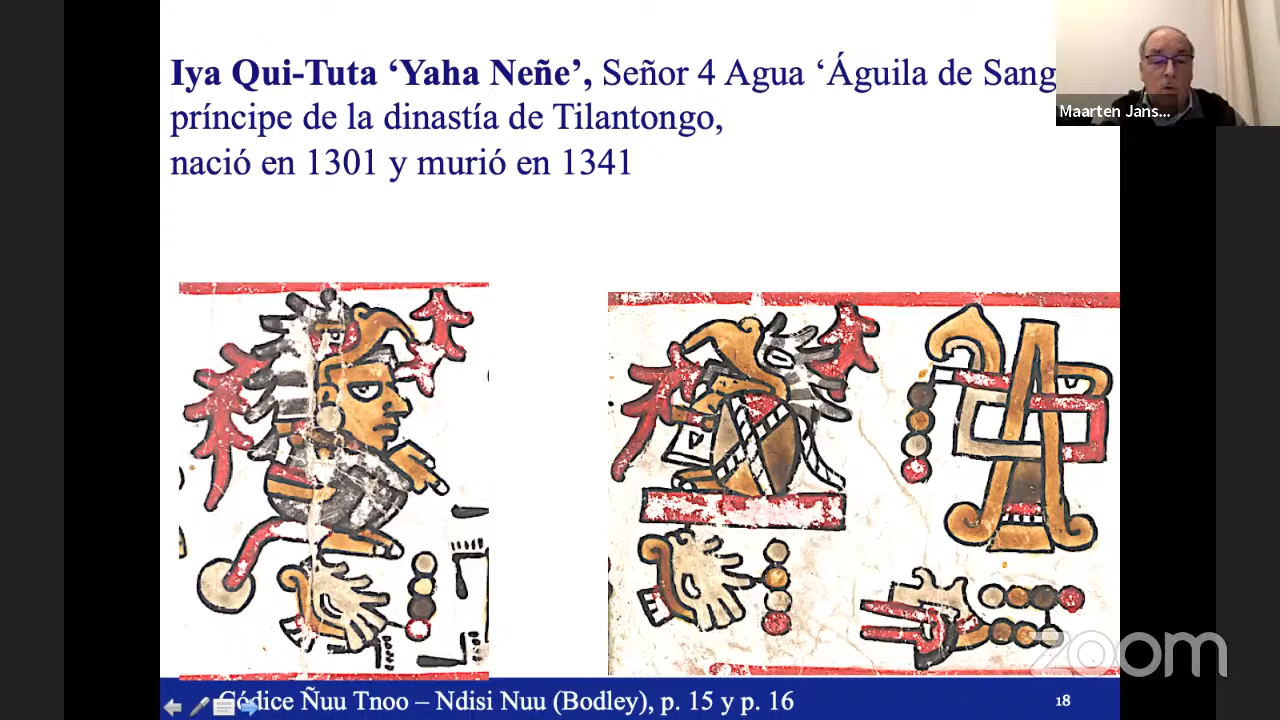 Iya Qui-Tuta ‘Yaha Neñe’, Señor 4 Agua ‘Águila de Sang
príncipe de la dinastía de Tilantongo,
nació en 1301 y murió en 1341
Maarten Jans...
Códice Ñuu Tnoo – Ndisi Nuu (Bodley), p. 15 y p. 16
18
zoom